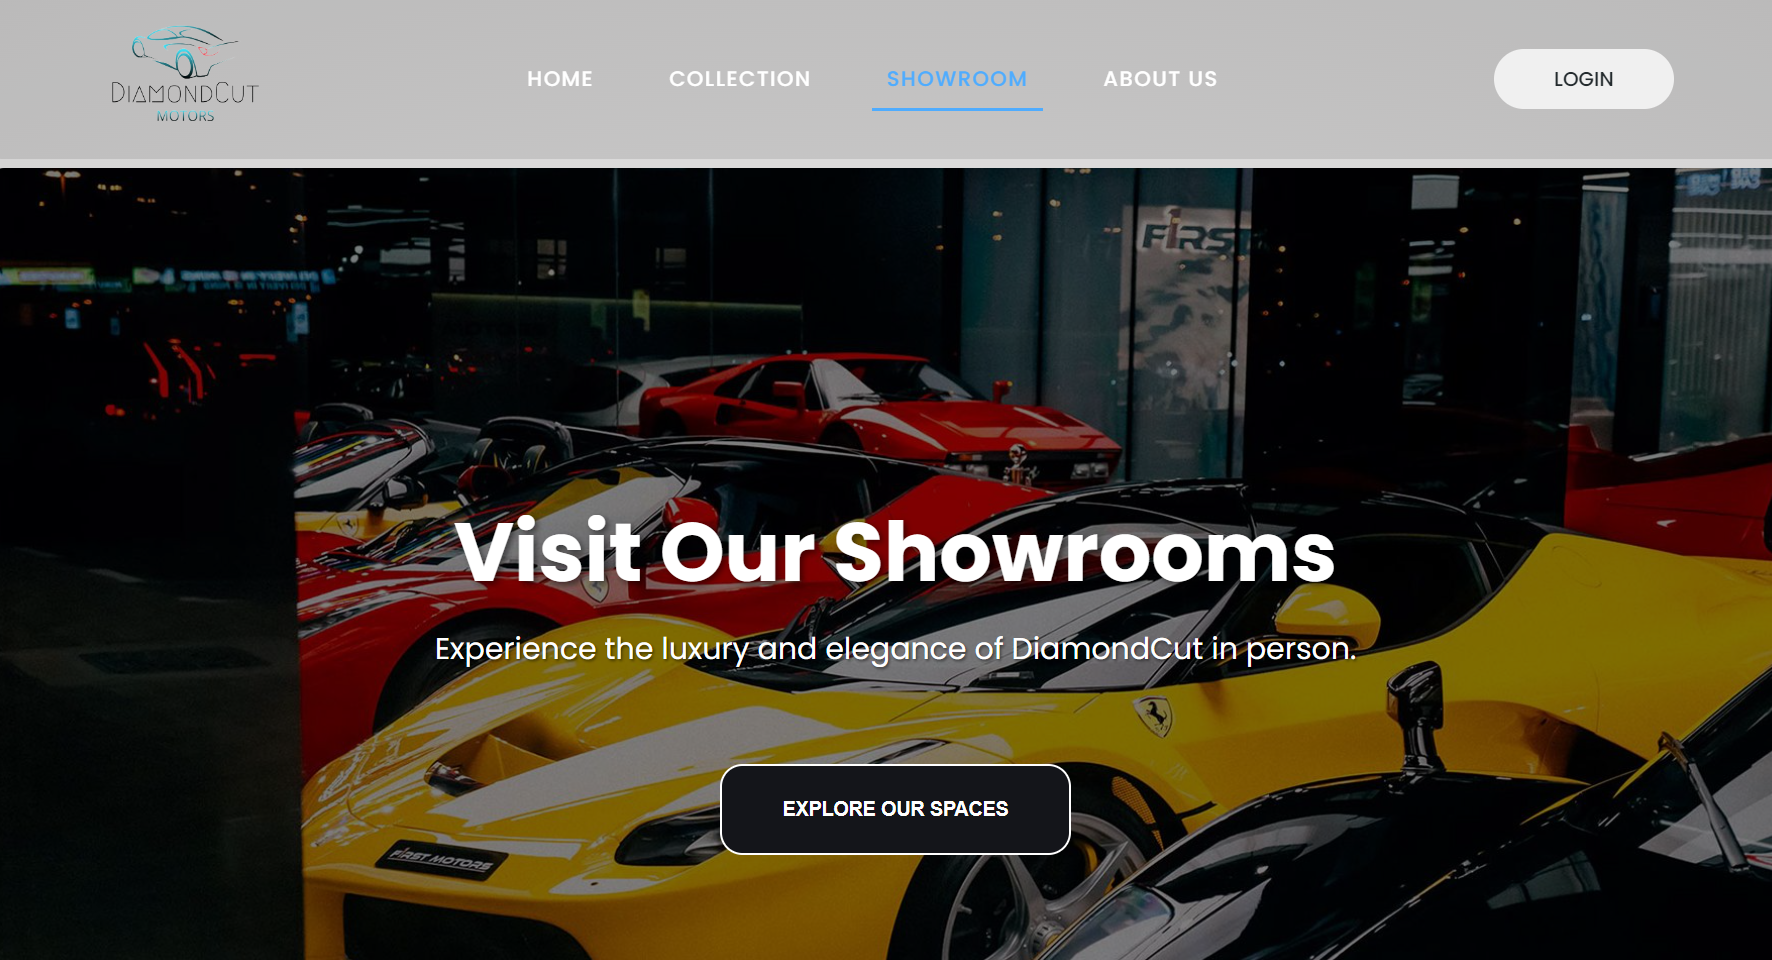 DIAMONDCUT
MOTORS
HOME
COLLECTION
SHOWROOM
ABOUT US
LOGIN
FIRST
Visit Our Showrooms
Experience the luxury and elegance of DiamondCut in person.
EXPLORE OUR SPACES
FIRST MOTORS